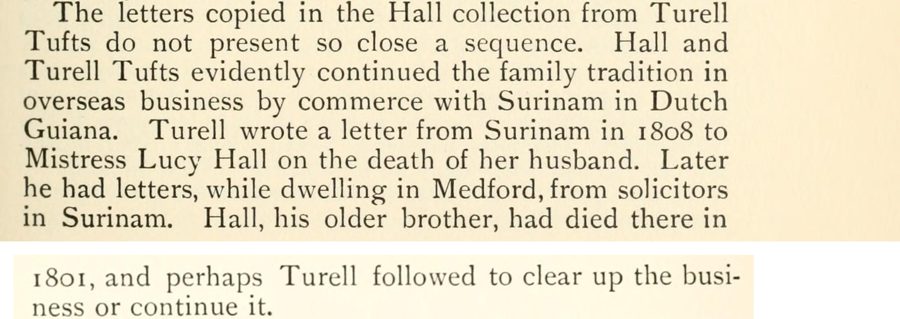 The letters copied in the Hall collection from Turell
Tufts do not present so close a sequence. Hall and
Turell Tufts evidently continued the family tradition in
overseas business by commerce with Surinam in Dutch
Guiana. Turell wrote a letter from Surinam in 1808 to
Mistress Lucy Hall on the death of her husband. Later
he had letters, while dwelling in Medford, from solicitors
in Surinam. Hall, his older brother, had died there in
1801, and perhaps Turell followed to clear up the busi-
ness or continue it.